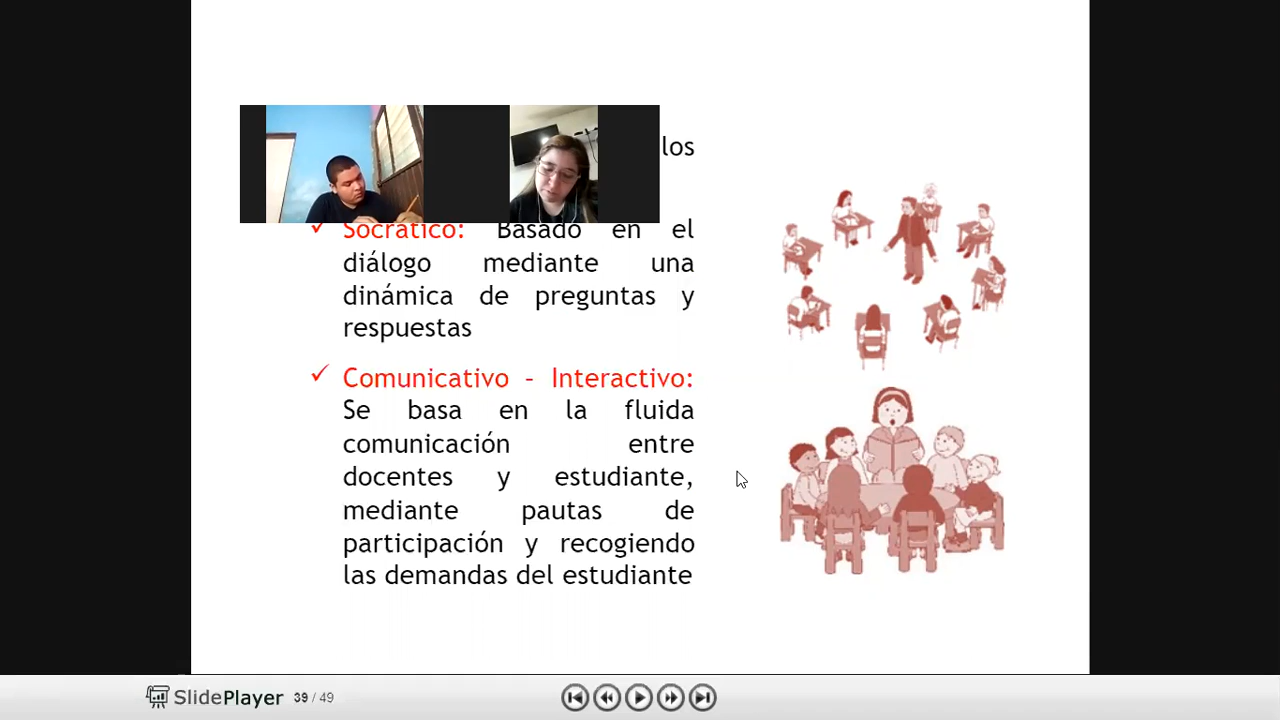 los
Socrático: Basado en el
diálogo mediante una
dinámica de preguntas y
respuestas
Comunicativo - Interactivo:
Se basa en la fluida
comunicación entre
docentes y estudiante,
mediante pautas de
participación y recogiendo
las demandas del estudiante
SlidePlayer 39 / 49